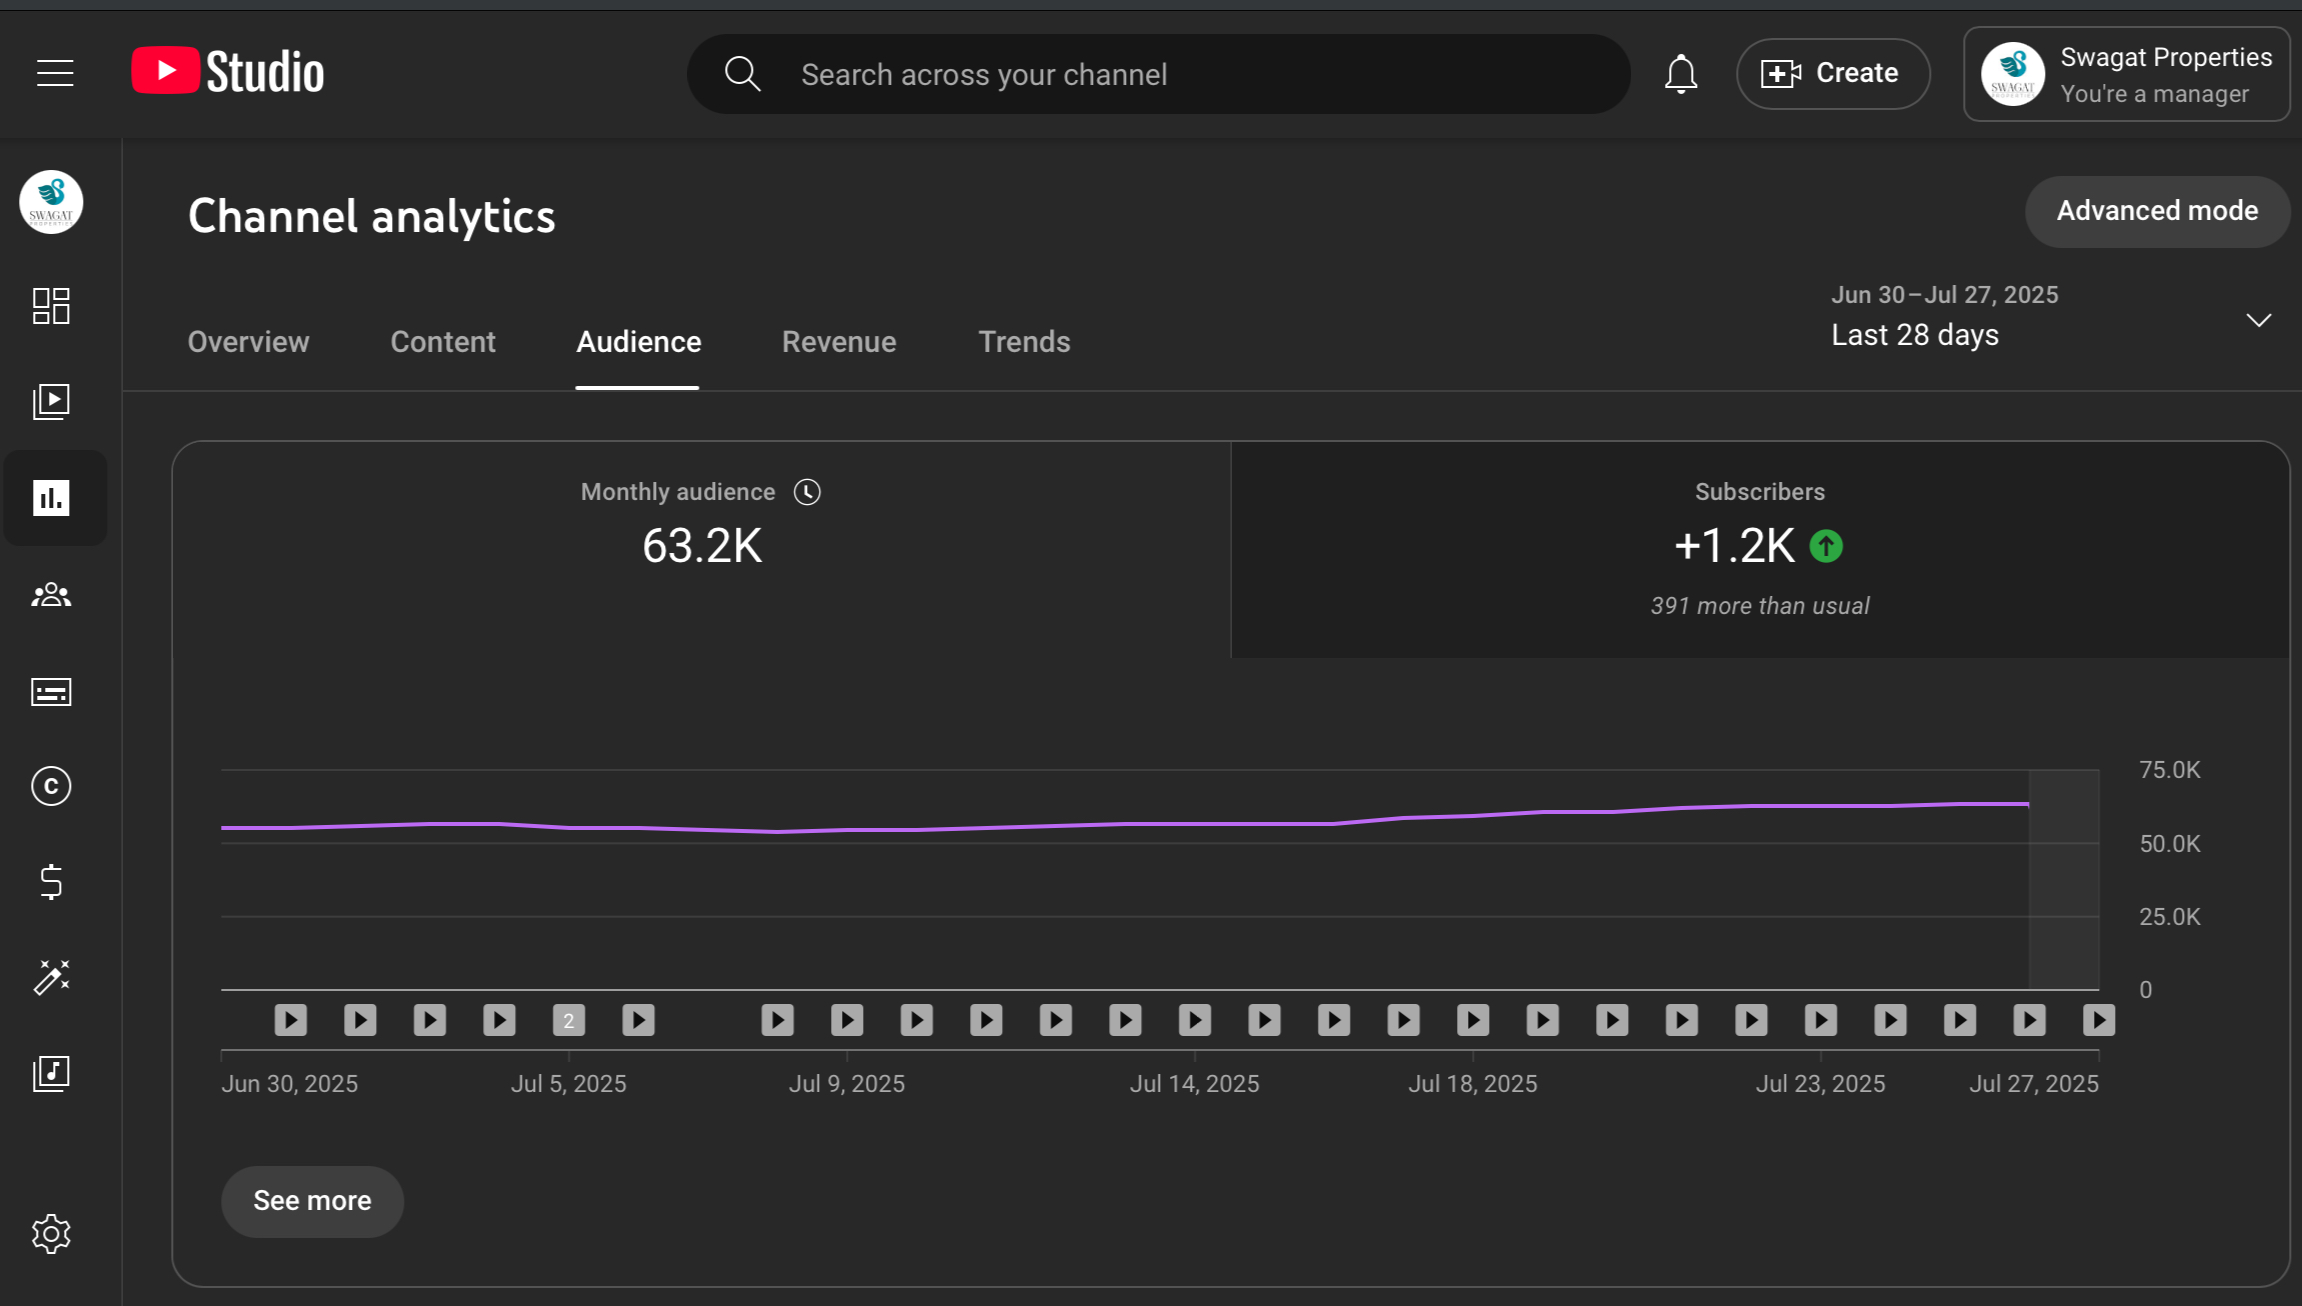 Studio
Search across your channel
Create
Swagat Properties
You're a manager
SWAGAT
SWAGAT
Channel analytics
Advanced mode
Overview
Content
Audience
Revenue
Trends
Jun 30–Jul 27, 2025
Last 28 days
Monthly audience
63.2K
Subscribers
+1.2K
391 more than usual
75.0K
50.0K
25.0K
0
2
Jun 30, 2025
Jul 5, 2025
Jul 9, 2025
Jul 14, 2025
Jul 18, 2025
Jul 23, 2025
Jul 27, 2025
See more